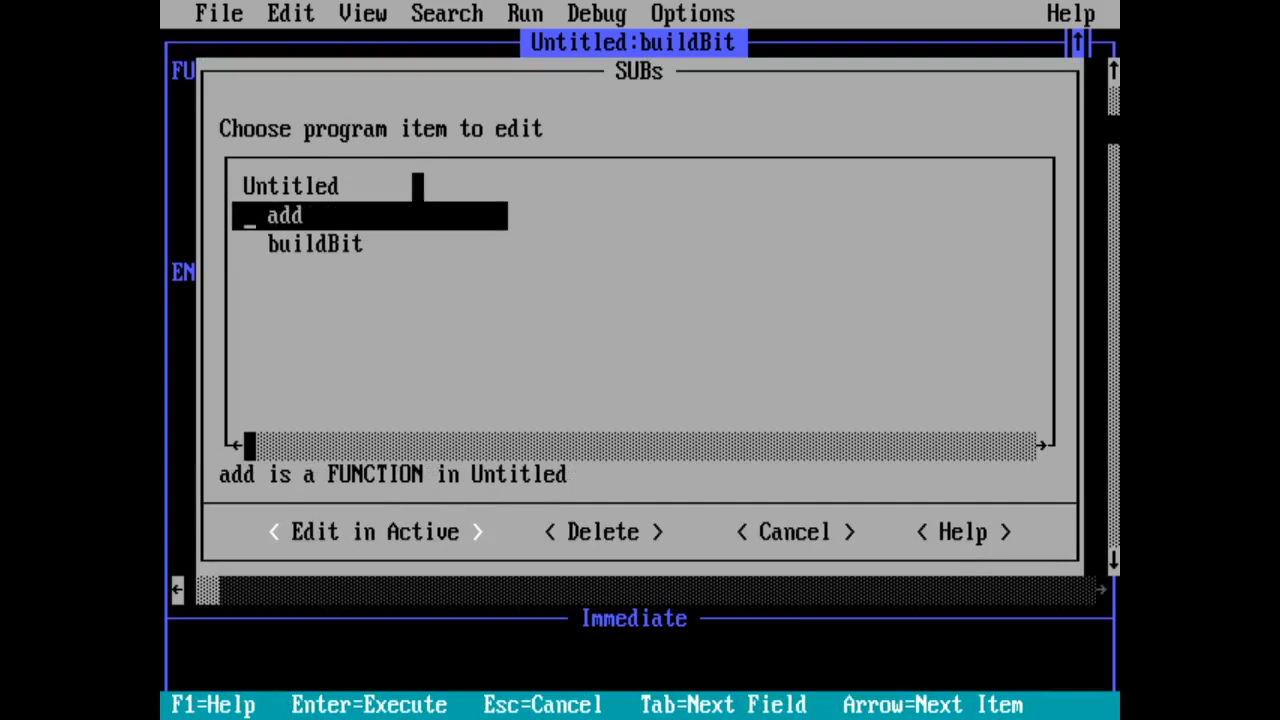 File Edit View Search Run Debug Options Help
Untitled:buildBit
FU
SUBs
Choose program item to edit
Untitled
add
buildBit
EN
add is a FUNCTION in Untitled
< Edit in Active > < Delete > < Cancel > < Help >
Immediate
F1=Help Enter=Execute Esc=Cancel Tab=Next Field Arrow=Next Item